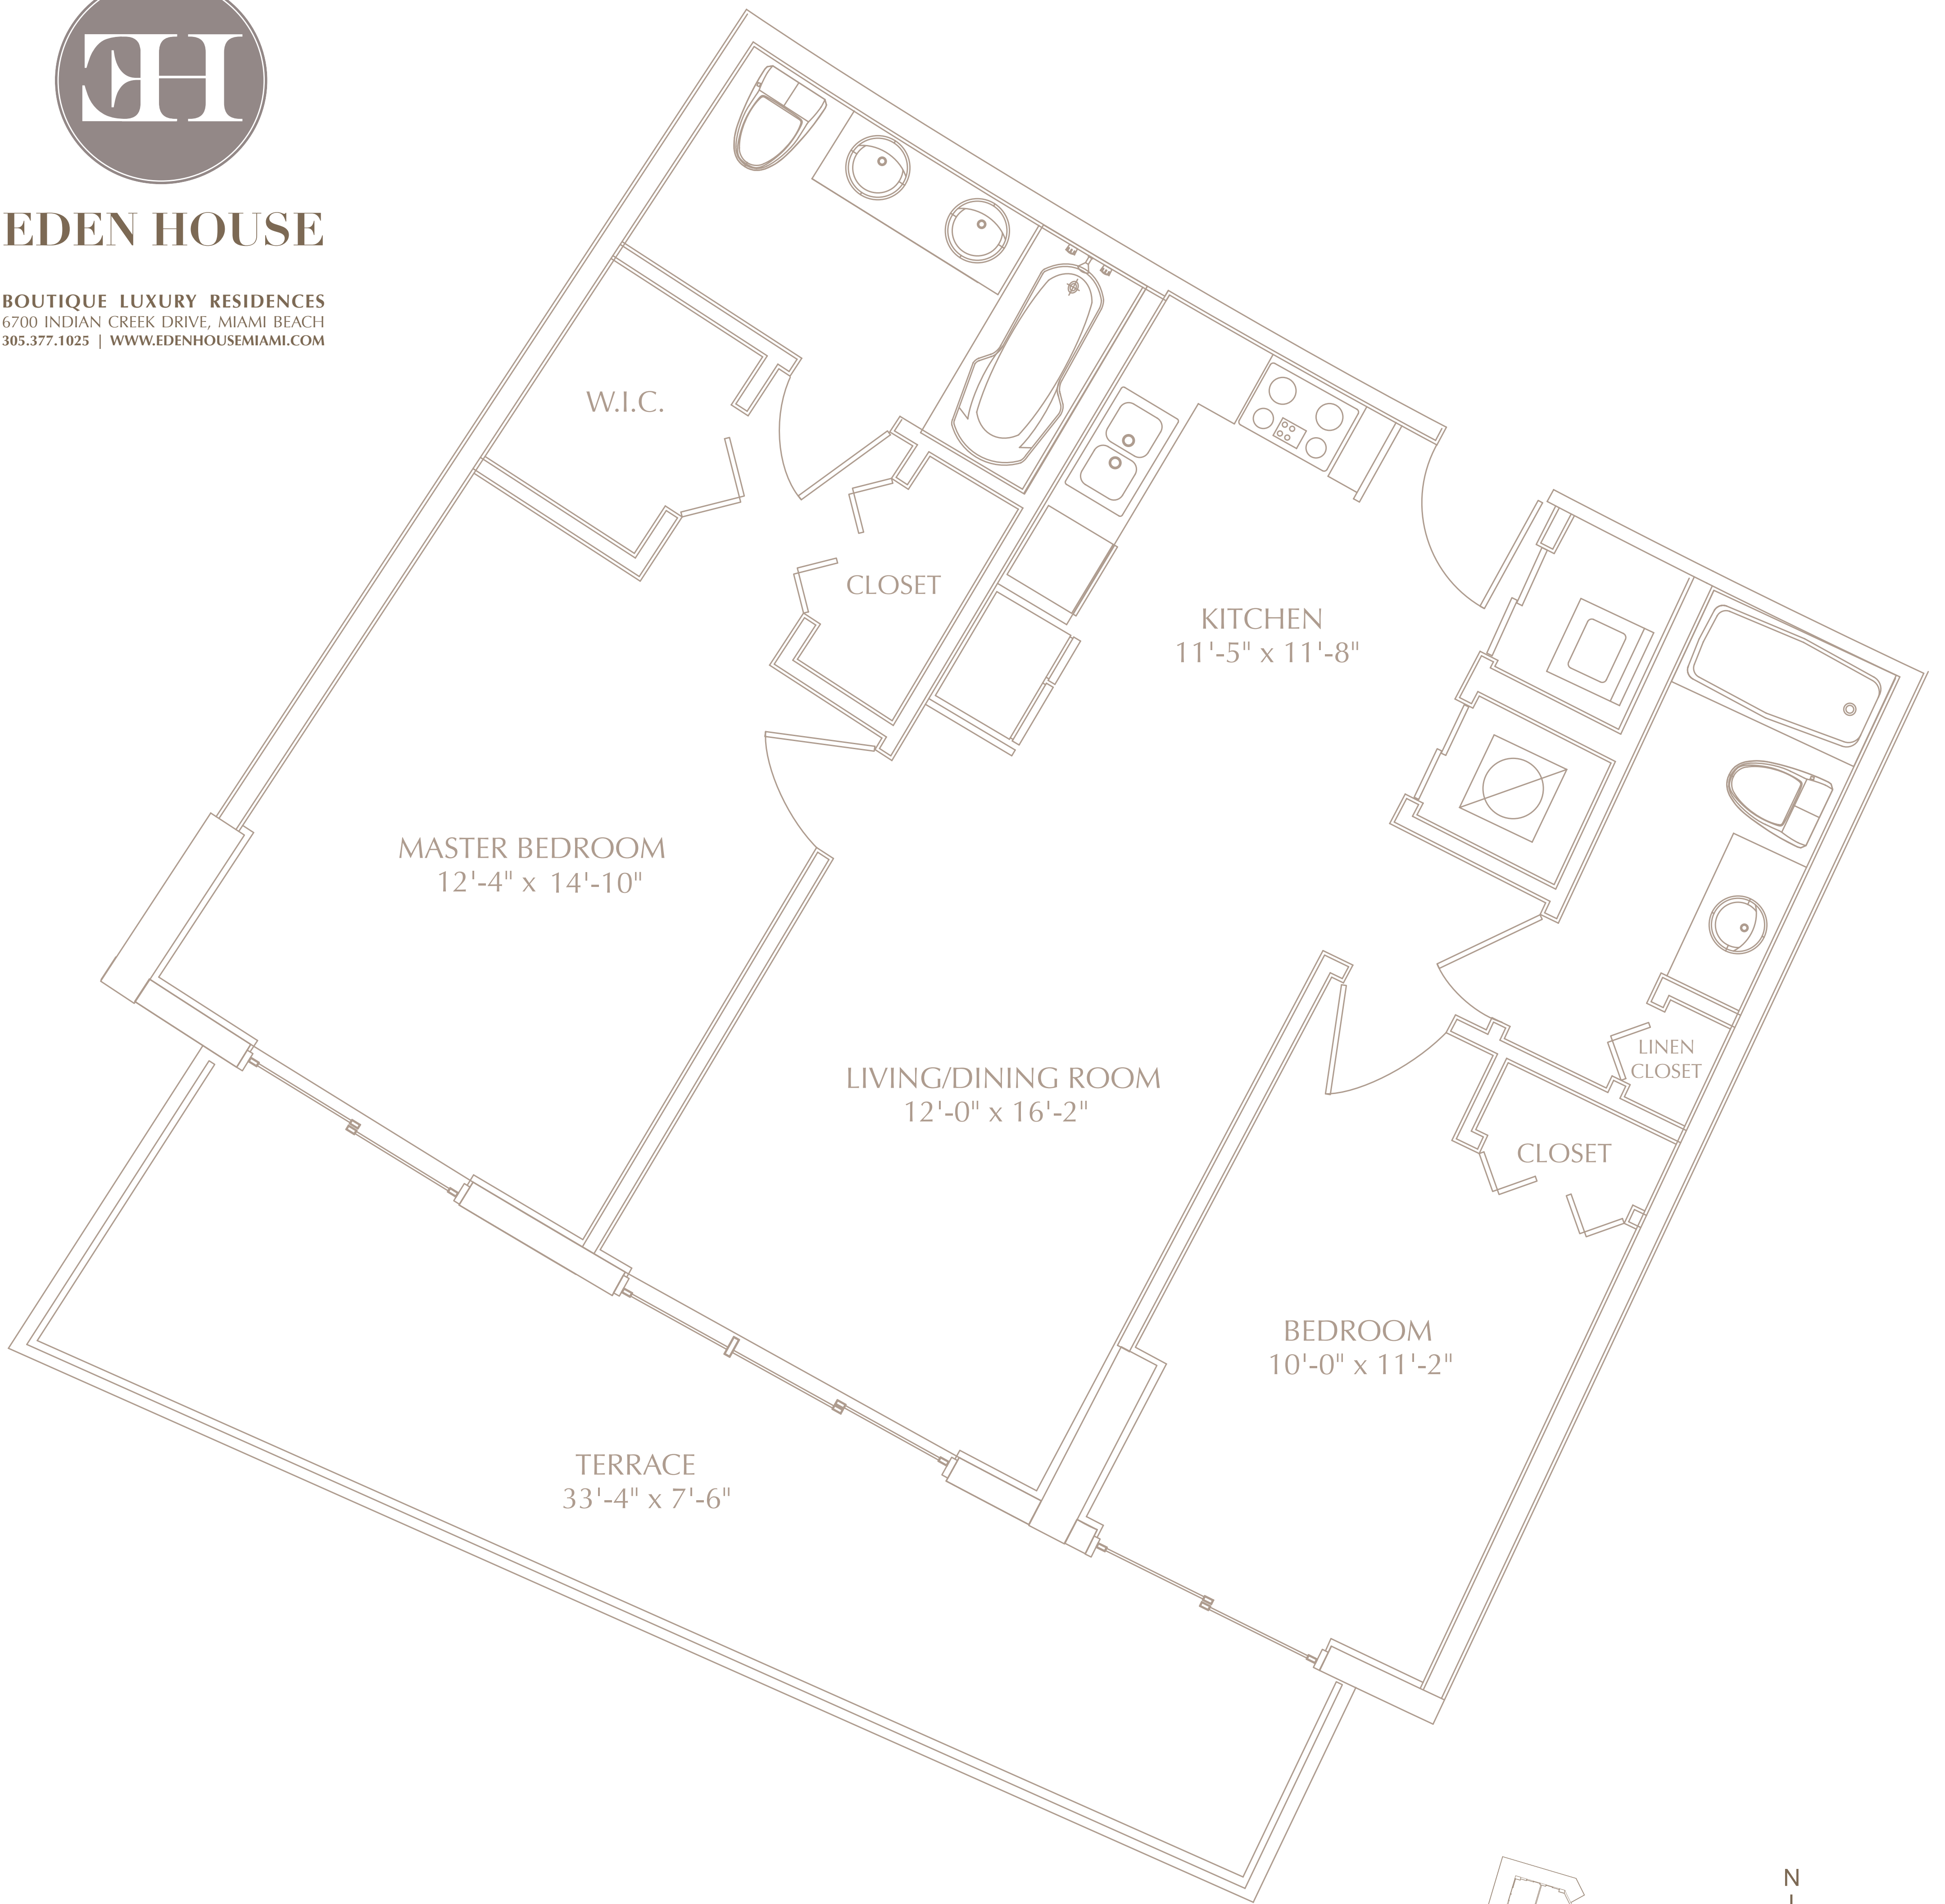 EH
EDEN HOUSE
BOUTIQUE LUXURY RESIDENCES
6700 INDIAN CREEK DRIVE, MIAMI BEACH
305.377.1025 | WWW.EDENHOUSEMIAMI.COM
W.I.C.
CLOSET
KITCHEN
11'-5" x 11'-8"
MASTER BEDROOM
12'-4" x 14'-10"
LIVING/DINING ROOM
12'-0" x 16'-2"
LINEN
CLOSET
CLOSET
BEDROOM
10'-0" x 11'-2"
TERRACE
33'-4" x 7'-6"
N